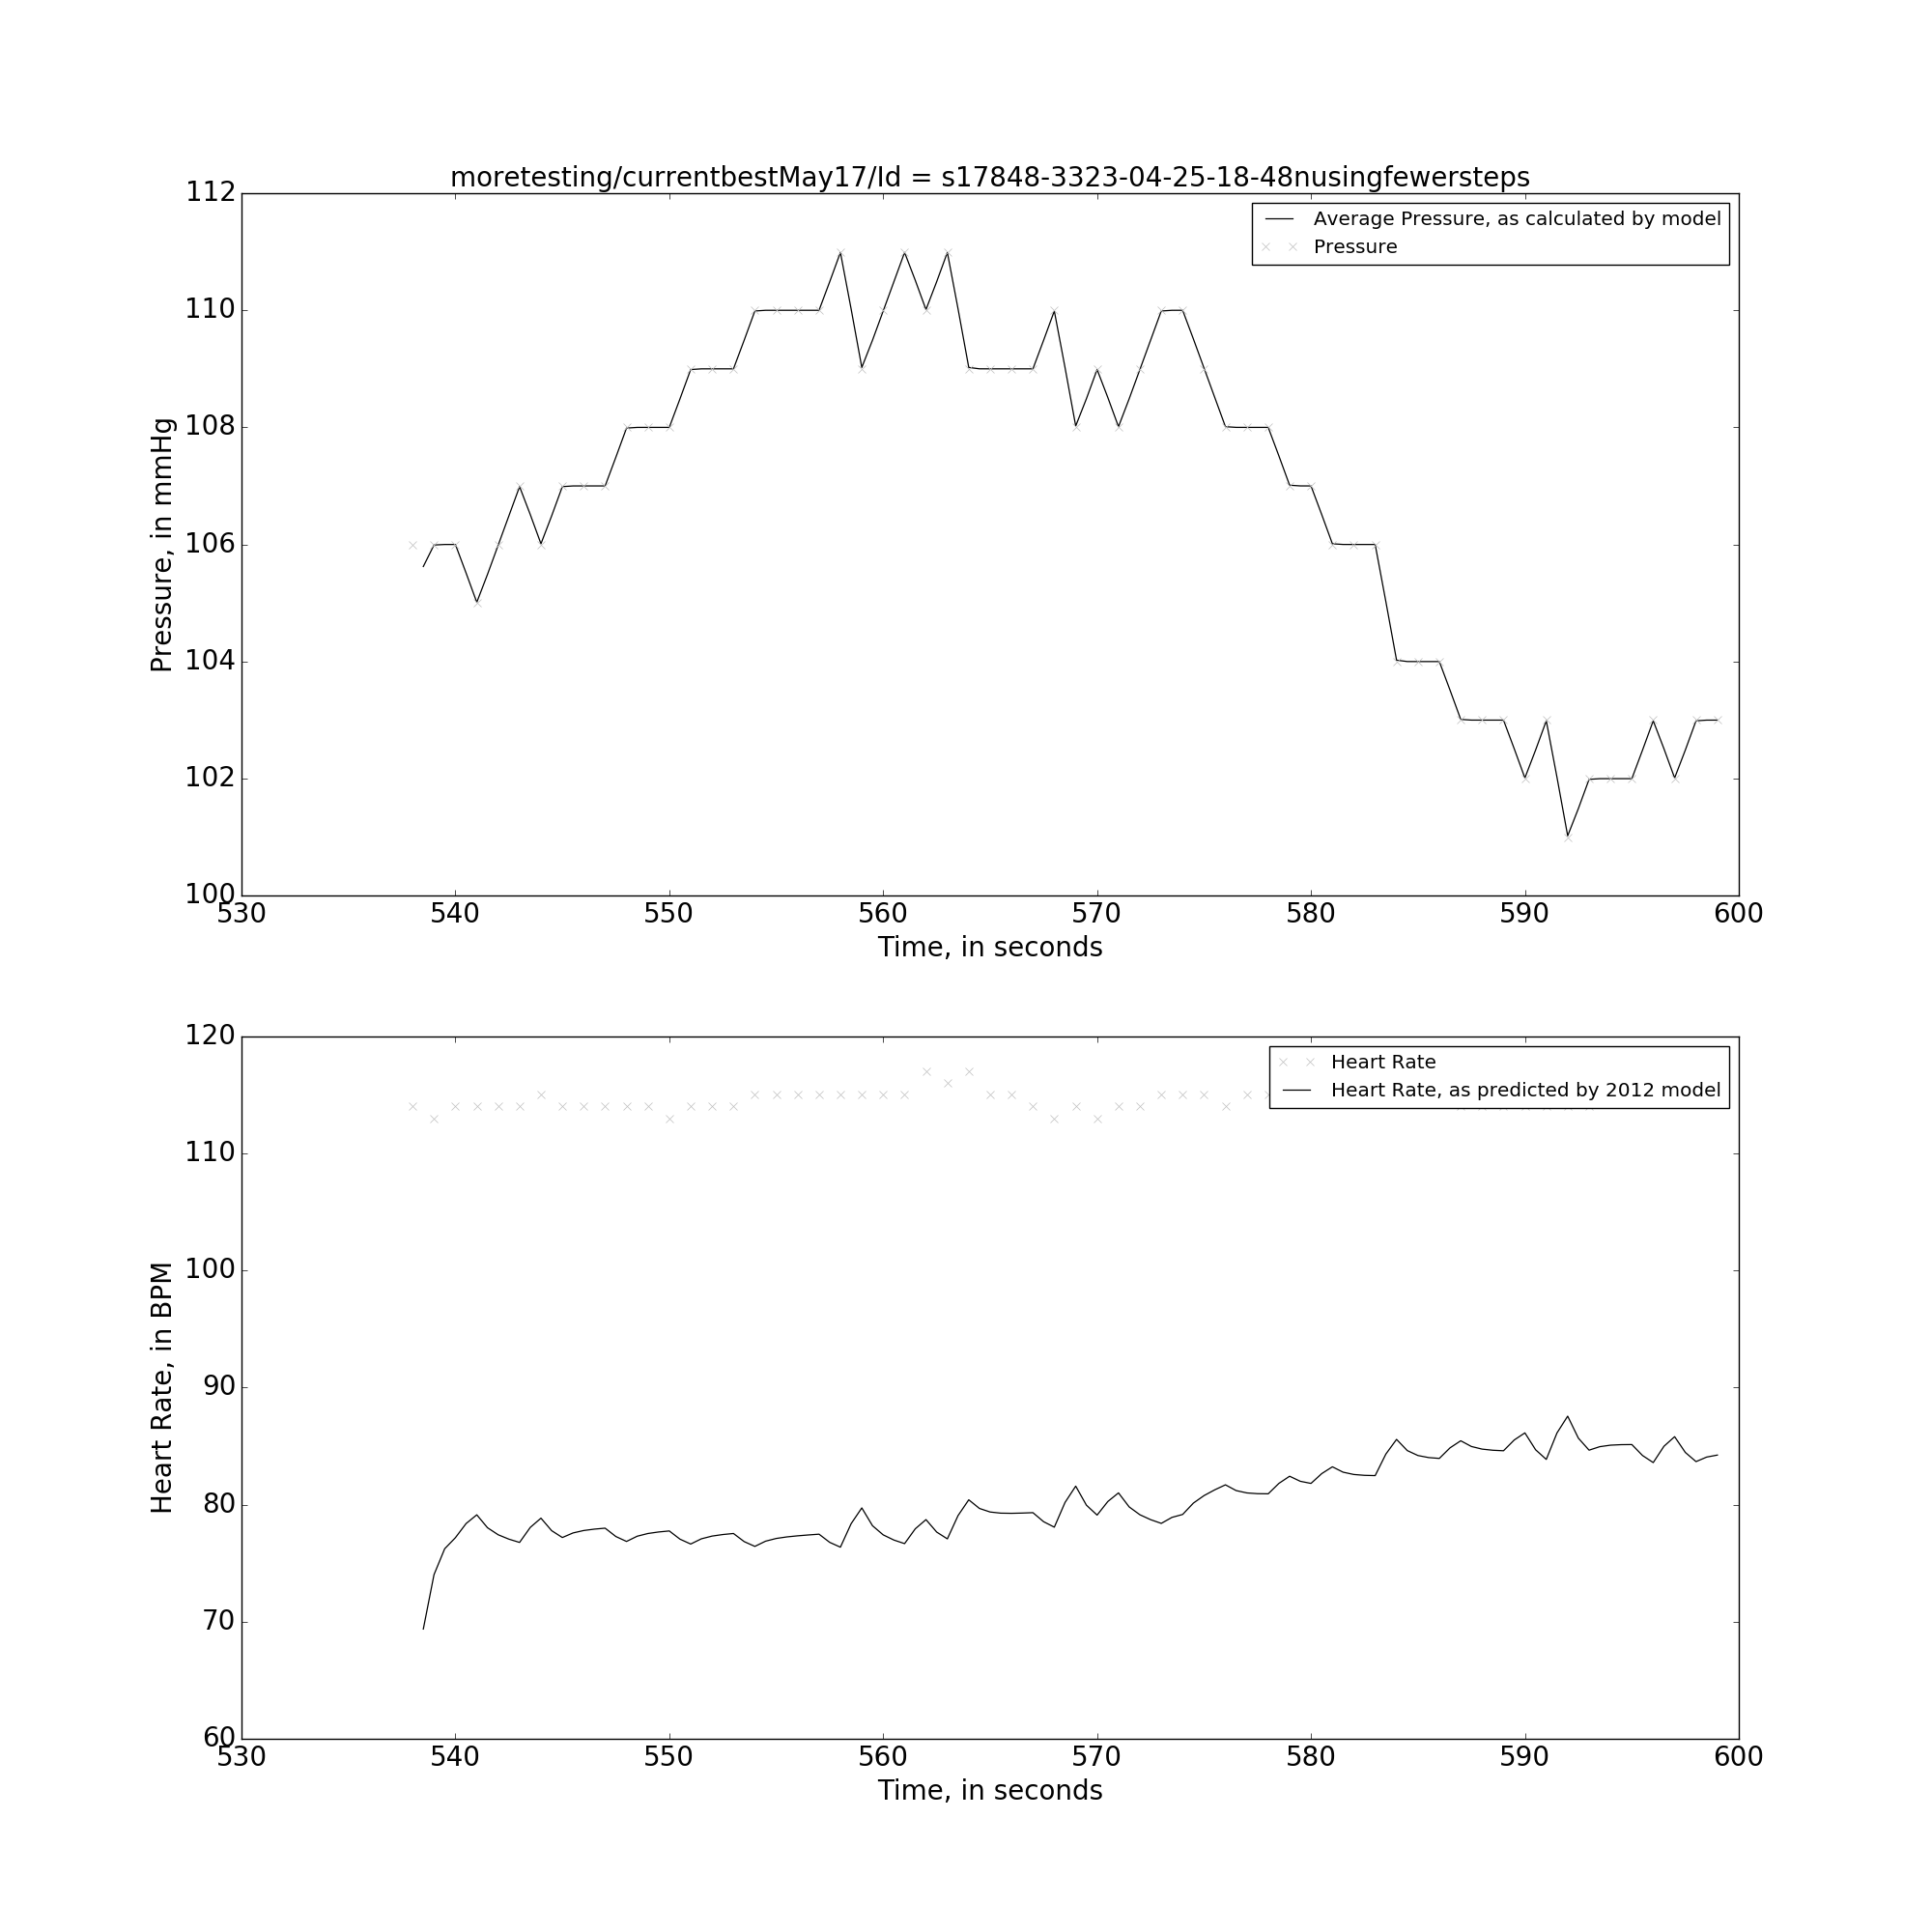 moretesting/currentbestMay17/Id = s17848-3323-04-25-18-48nusingfewersteps
Average Pressure, as calculated by model
Pressure
Pressure, in mmHg
112
110
108
106
104
102
100
530 540 550 560 570 580 590 600
Time, in seconds
Heart Rate
Heart Rate, as predicted by 2012 model
Heart Rate, in BPM
120
110
100
90
80
70
60
530 540 550 560 570 580 590 600
Time, in seconds